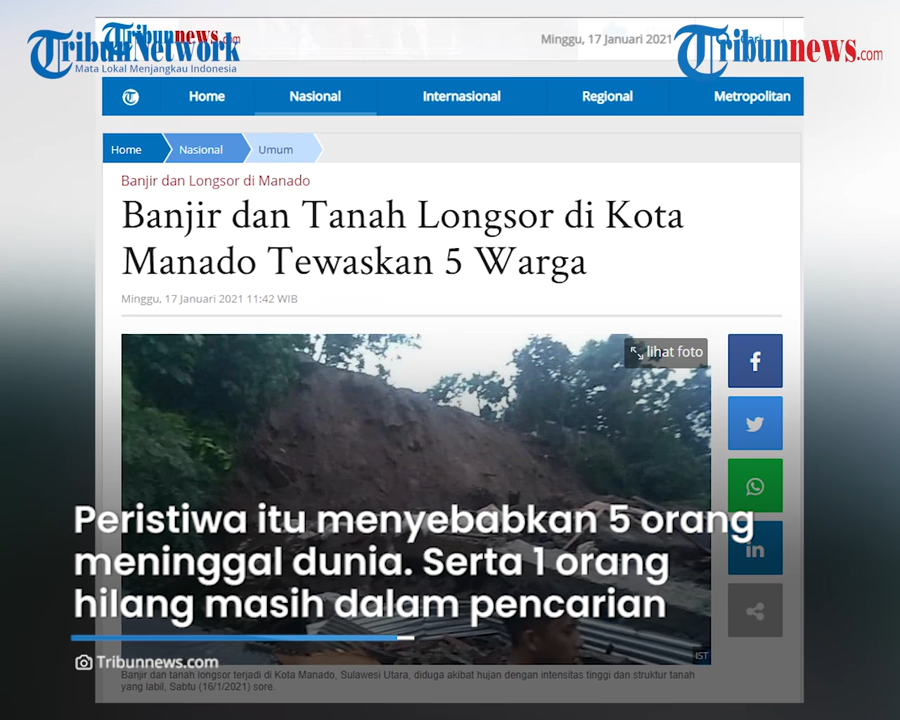 Tribunnews.com
Tribun Network
Mata Lokal Menjangkau Indonesia
Minggu, 17 Januari 2021
Tribunnews.com
Home
Nasional
Internasional
Regional
Metropolitan
Home
Nasional
Umum
Banjir dan Longsor di Manado
Banjir dan Tanah Longsor di Kota
Manado Tewaskan 5 Warga
Minggu, 17 Januari 2021 11:42 WIB
lihat foto
Peristiwa itu menyebabkan 5 orang
meninggal dunia. Serta 1 orang
hilang masih dalam pencarian
IST
Tribunnews.com
Banjir dan tanah longsor terjadi di Kota Manado, Sulawesi Utara, diduga akibat hujan dengan intensitas tinggi dan struktur tanah
yang labil, Sabtu (16/1/2021) sore.